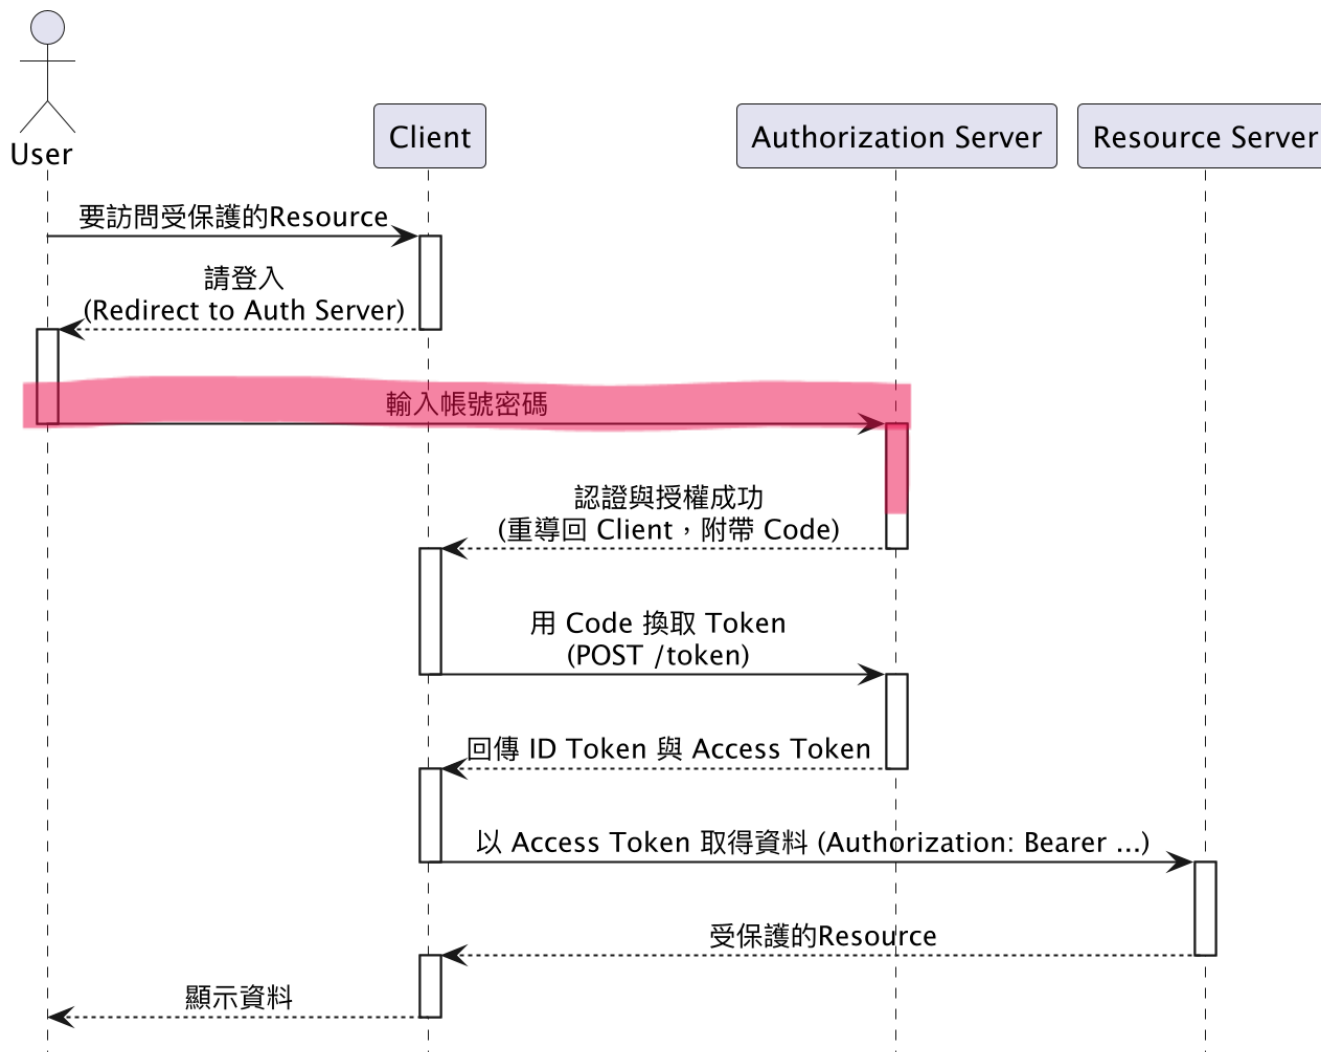 User
Client
Authorization Server
Resource Server
要訪問受保護的Resource
請登入
(Redirect to Auth Server)
輸入帳號密碼
認證與授權成功
(重導回 Client，附帶 Code)
用 Code 換取 Token
(POST /token)
回傳 ID Token 與 Access Token
以 Access Token 取得資料 (Authorization: Bearer ...)
受保護的Resource
顯示資料